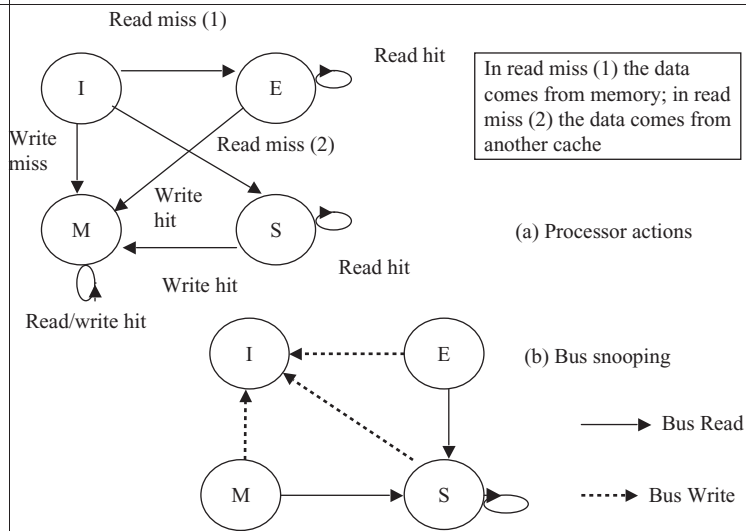 Read miss (1)
Read hit
I
E
In read miss (1) the data
comes from memory; in read
miss (2) the data comes from
another cache
Write
miss
Read miss (2)
Write
hit
M
S
(a) Processor actions
Read hit
Write hit
Read/write hit
I
E
(b) Bus snooping
Bus Read
M
S
Bus Write